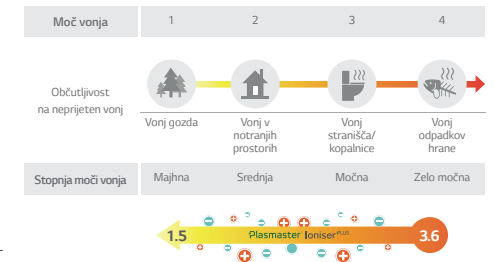 Moč vonja 1 2 3 4
Občutljivost
na neprijeten vonj
Vonj gozda
Vonj v
notranjih
prostorih
Vonj
stranišča/
kopalnice
Vonj
odpadkov
hrane
Stopnja moči vonja Majhna Srednja Močna Zelo močna
1.5 Plasmaster Ioniserᴾᴸᵁˢ 3.6